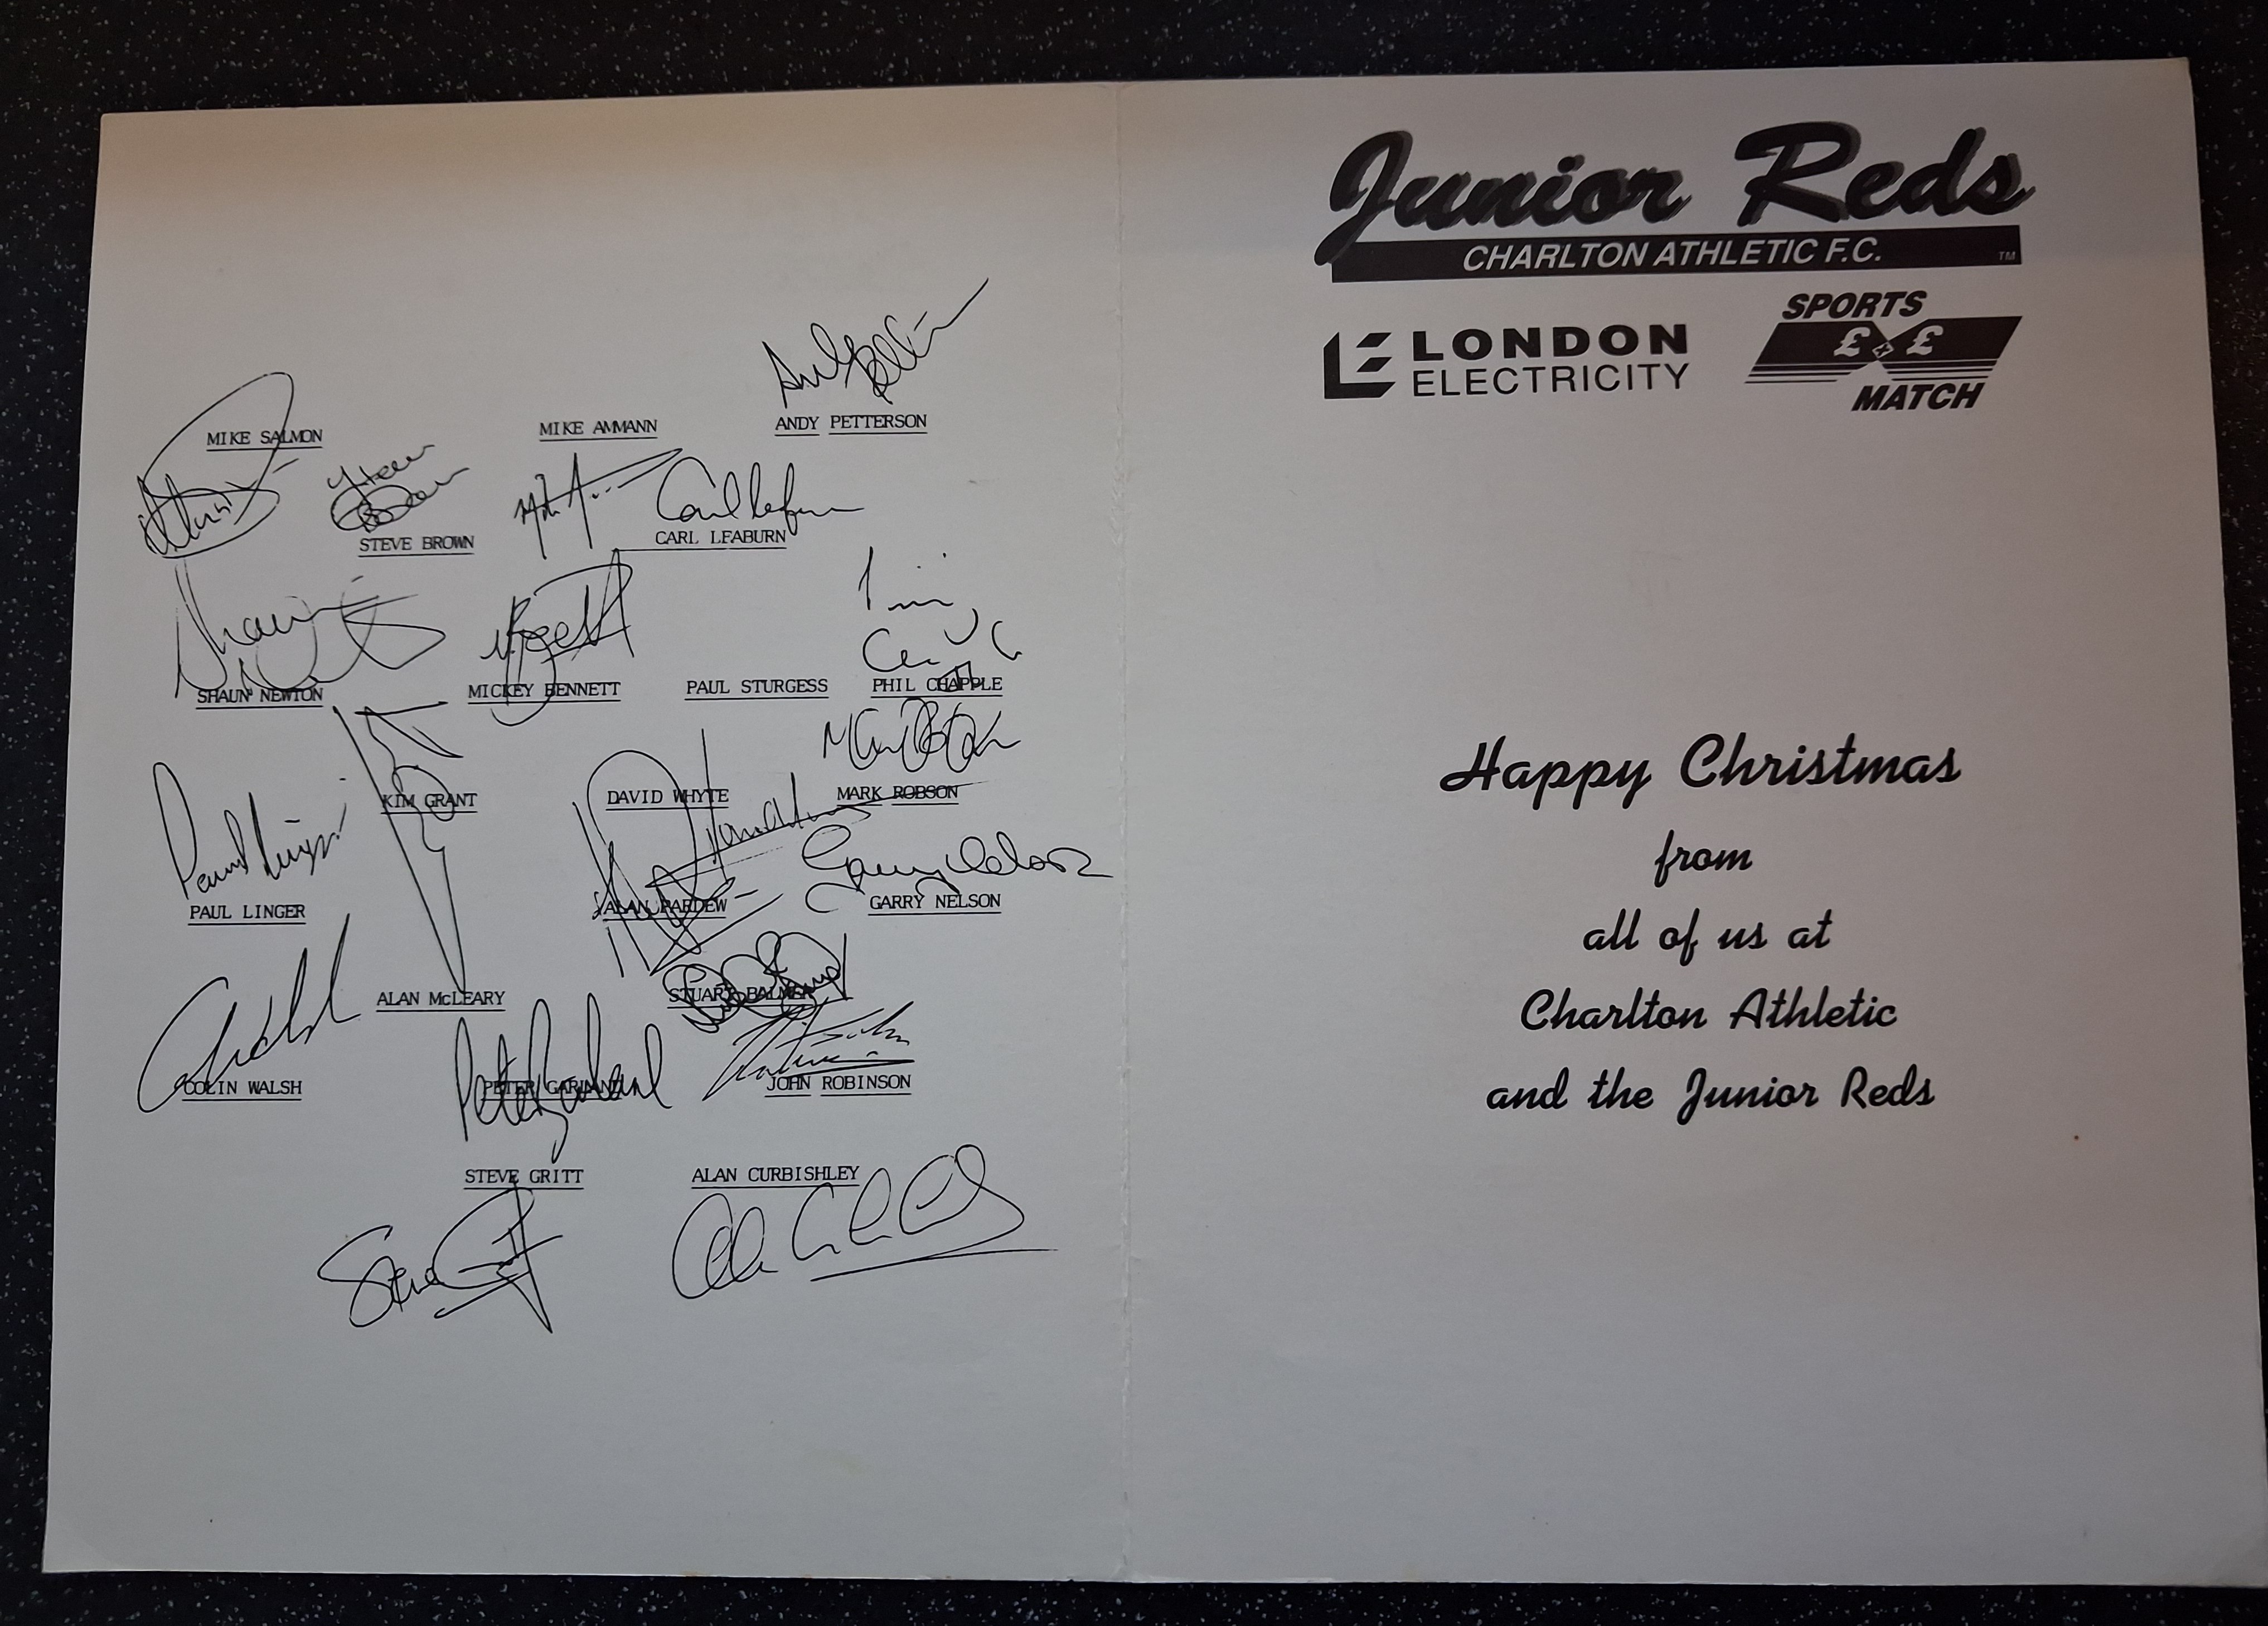 ANDY PETTERSON
MIKE AMMANN
MIKE SALMON
STEVE BROWN
CARL LEABURN
SHAUN NEWTON
MICKEY BENNETT
PAUL STURGESS
PHIL CHAPPLE
KIM GRANT
DAVID WHYTE
MARK ROBSON
PAUL LINGER
ALAN PARDEW
GARRY NELSON
ALAN McLEARY
STUART BALMER
COLIN WALSH
PETER GARLAND
JOHN ROBINSON
STEVE GRITT
ALAN CURBISHLEY
Junior Reds
CHARLTON ATHLETIC F.C. TM
LONDON
ELECTRICITY
SPORTS
£ + £
MATCH
Happy Christmas
from
all of us at
Charlton Athletic
and the Junior Reds